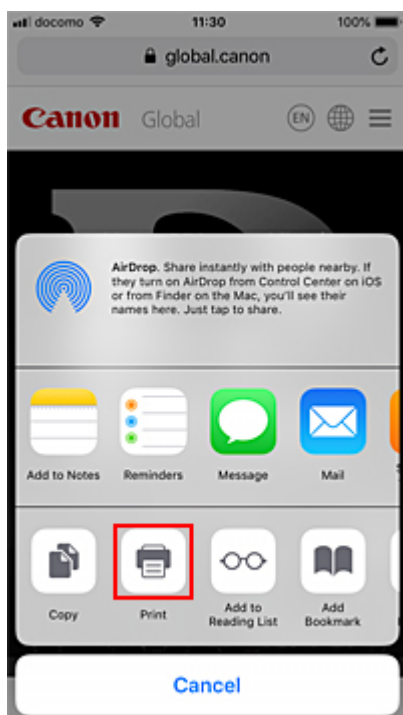 docomo 11:30 100%
global.canon
Canon Global EN
AirDrop. Share instantly with people nearby. If
they turn on AirDrop from Control Center on iOS
or from Finder on the Mac, you'll see their
names here. Just tap to share.
Add to Notes Reminders Message Mail
Copy Print Add to Reading List Add Bookmark
Cancel